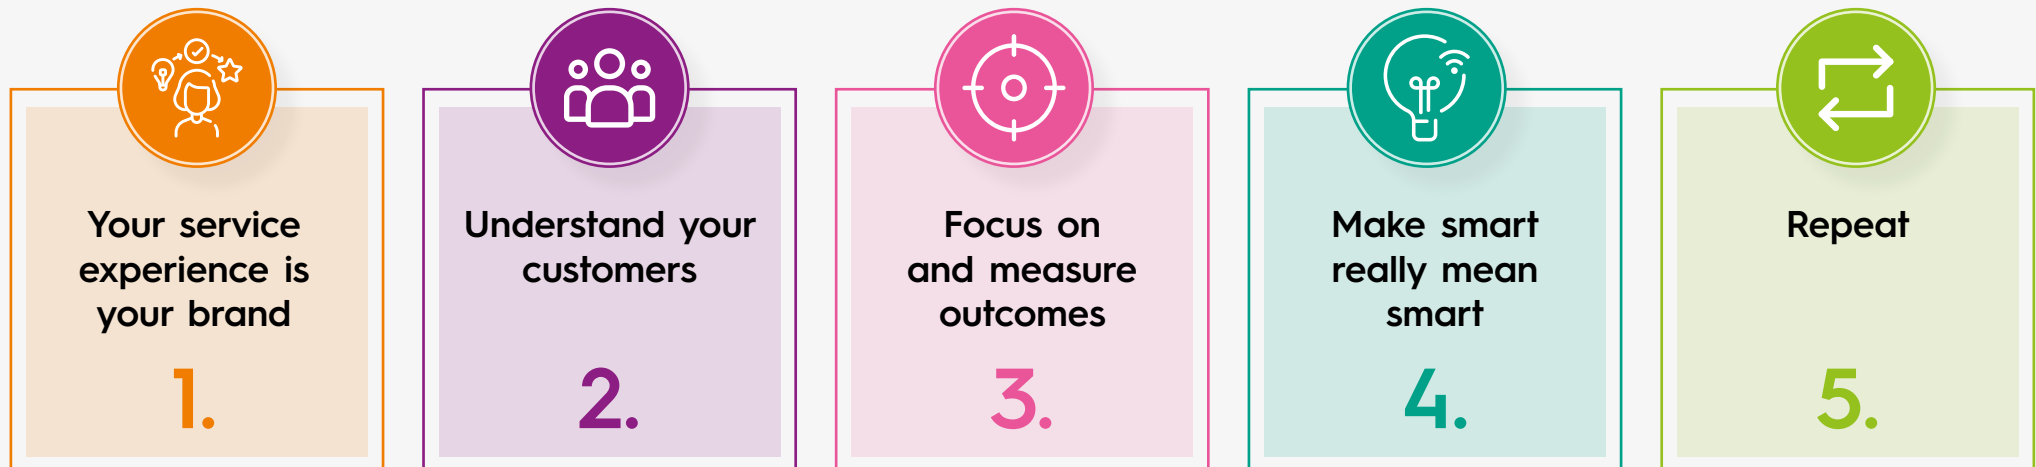 Your service
experience is
your brand
1.
Understand your
customers
2.
Focus on
and measure
outcomes
3.
Make smart
really mean
smart
4.
Repeat
5.